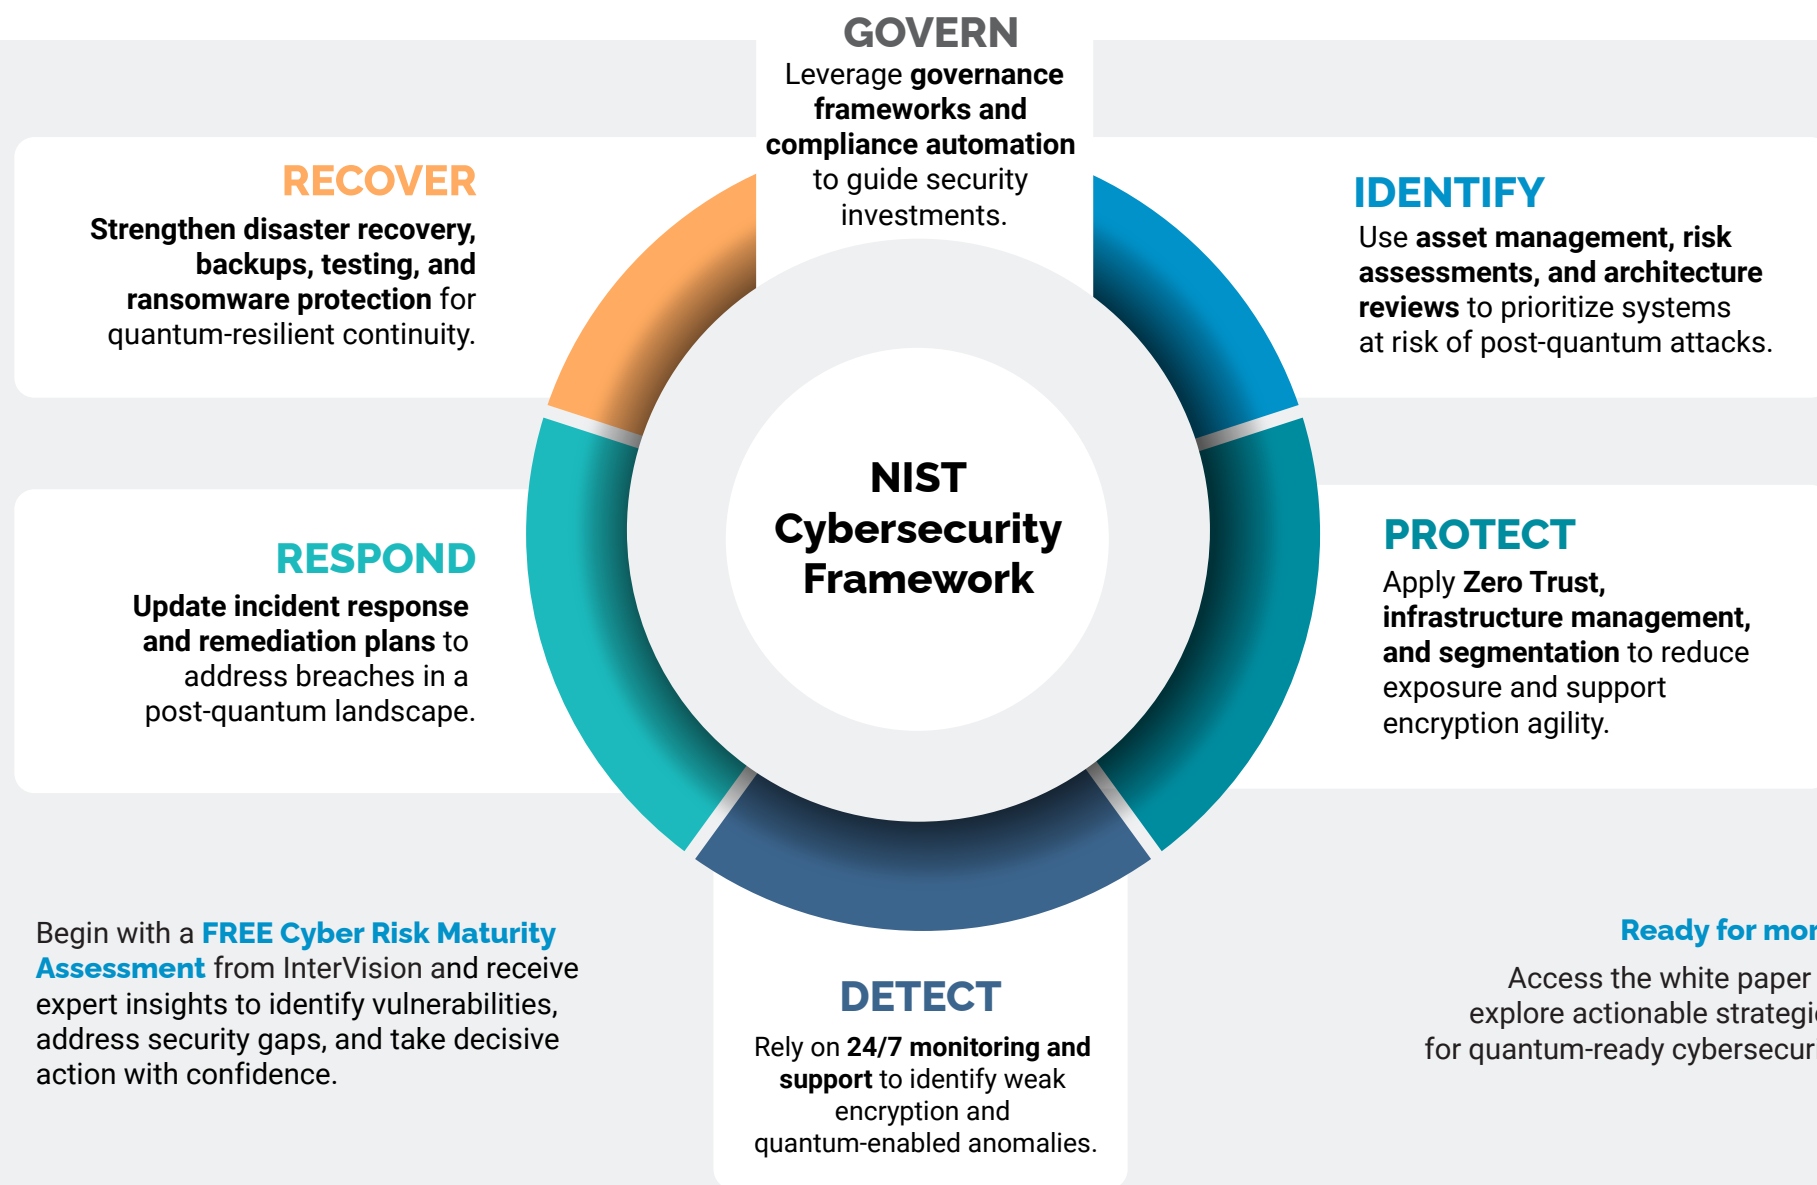 GOVERN
Leverage governance
frameworks and
compliance automation
to guide security
investments.
RECOVER
Strengthen disaster recovery,
backups, testing, and
ransomware protection for
quantum-resilient continuity.
IDENTIFY
Use asset management, risk
assessments, and architecture
reviews to prioritize systems
at risk of post-quantum attacks.
NIST
Cybersecurity
Framework
RESPOND
Update incident response
and remediation plans to
address breaches in a
post-quantum landscape.
PROTECT
Apply Zero Trust,
infrastructure management,
and segmentation to reduce
exposure and support
encryption agility.
DETECT
Rely on 24/7 monitoring and
support to identify weak
encryption and
quantum-enabled anomalies.
Begin with a FREE Cyber Risk Maturity
Assessment from InterVision and receive
expert insights to identify vulnerabilities,
address security gaps, and take decisive
action with confidence.
Ready for
Access the white paper
explore actionable
for quantum-ready